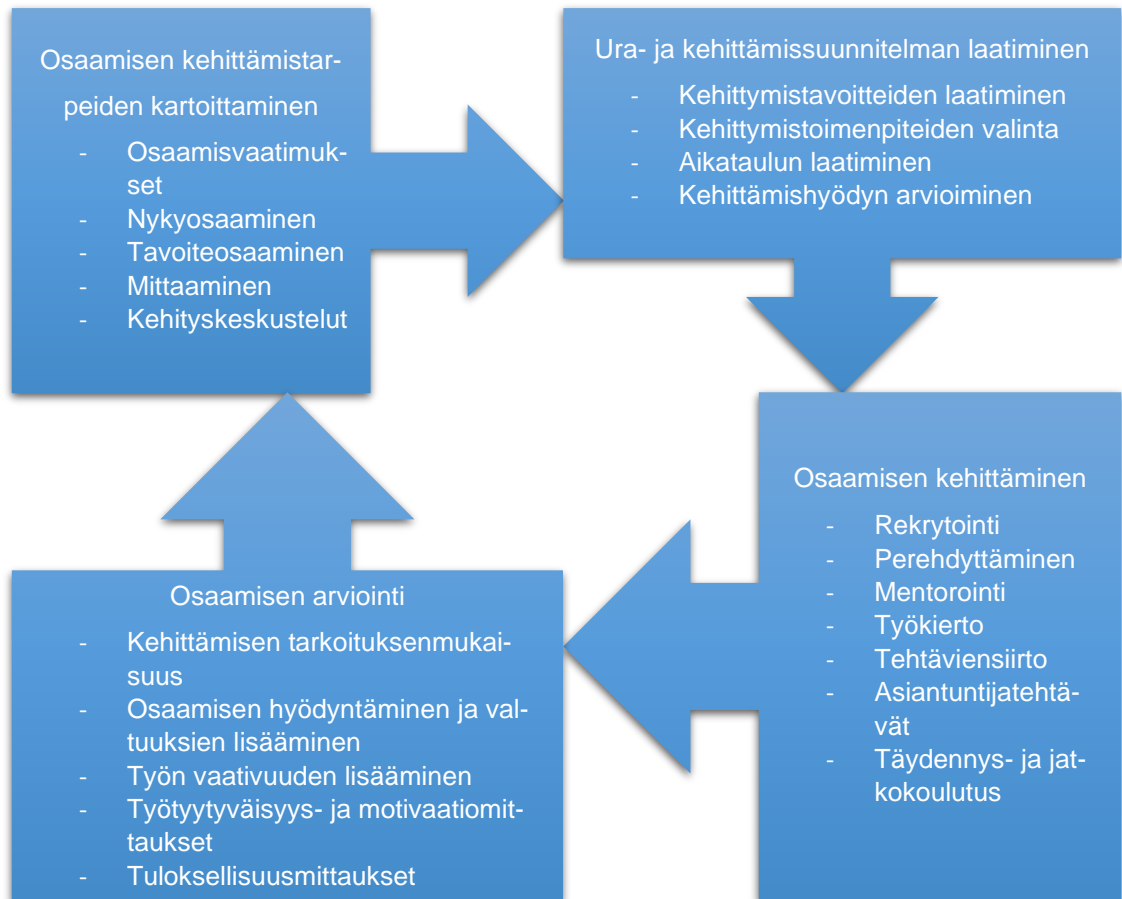 Osaamisen kehittämistar-
peiden kartoittaminen
- Osaamisvaatimuk-
set
- Nykyosaaminen
- Tavoiteosaaminen
- Mittaaminen
- Kehityskeskustelut
Ura- ja kehittämissuunnitelman laatiminen
- Kehittymistavoitteiden laatiminen
- Kehittymistoimenpiteiden valinta
- Aikataulun laatiminen
- Kehittämishyödyn arvioiminen
Osaamisen kehittäminen
- Rekrytointi
- Perehdyttäminen
- Mentorointi
- Työkierto
- Tehtäviensiirto
- Asiantuntijatehtä-
vät
- Täydennys- ja jat-
kokoulutus
Osaamisen arviointi
- Kehittämisen tarkoituksenmukai-
suus
- Osaamisen hyödyntäminen ja val-
tuuksien lisääminen
- Työn vaativuuden lisääminen
- Työtyytyväisyys- ja motivaatiomit-
taukset
- Tuloksellisuusmittaukset